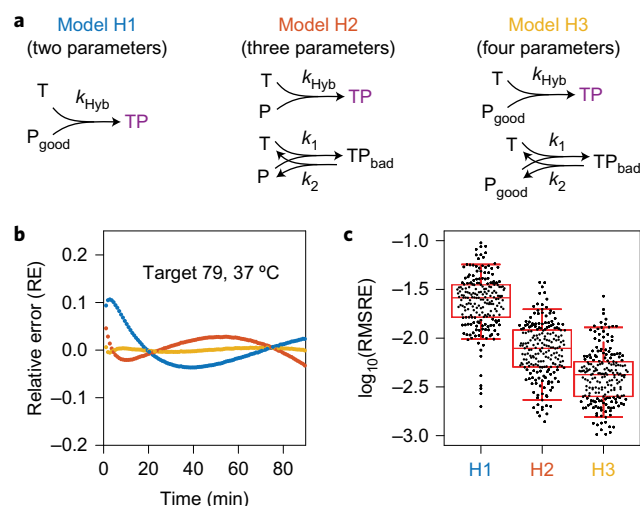 a
Model H1
(two parameters)
T
k_Hyb
P_good
TP
Model H2
(three parameters)
T
k_Hyb
P
TP
T
k_1
P
k_2
TP_bad
Model H3
(four parameters)
T
k_Hyb
P_good
TP
T
k_1
P_good
k_2
TP_bad
b
Target 79, 37 ºC
Relative error (RE)
0.2
0.1
0.0
–0.1
–0.2
0 20 40 60 80
Time (min)
c
log10(RMSRE)
–1.0
–1.5
–2.0
–2.5
–3.0
H1 H2 H3